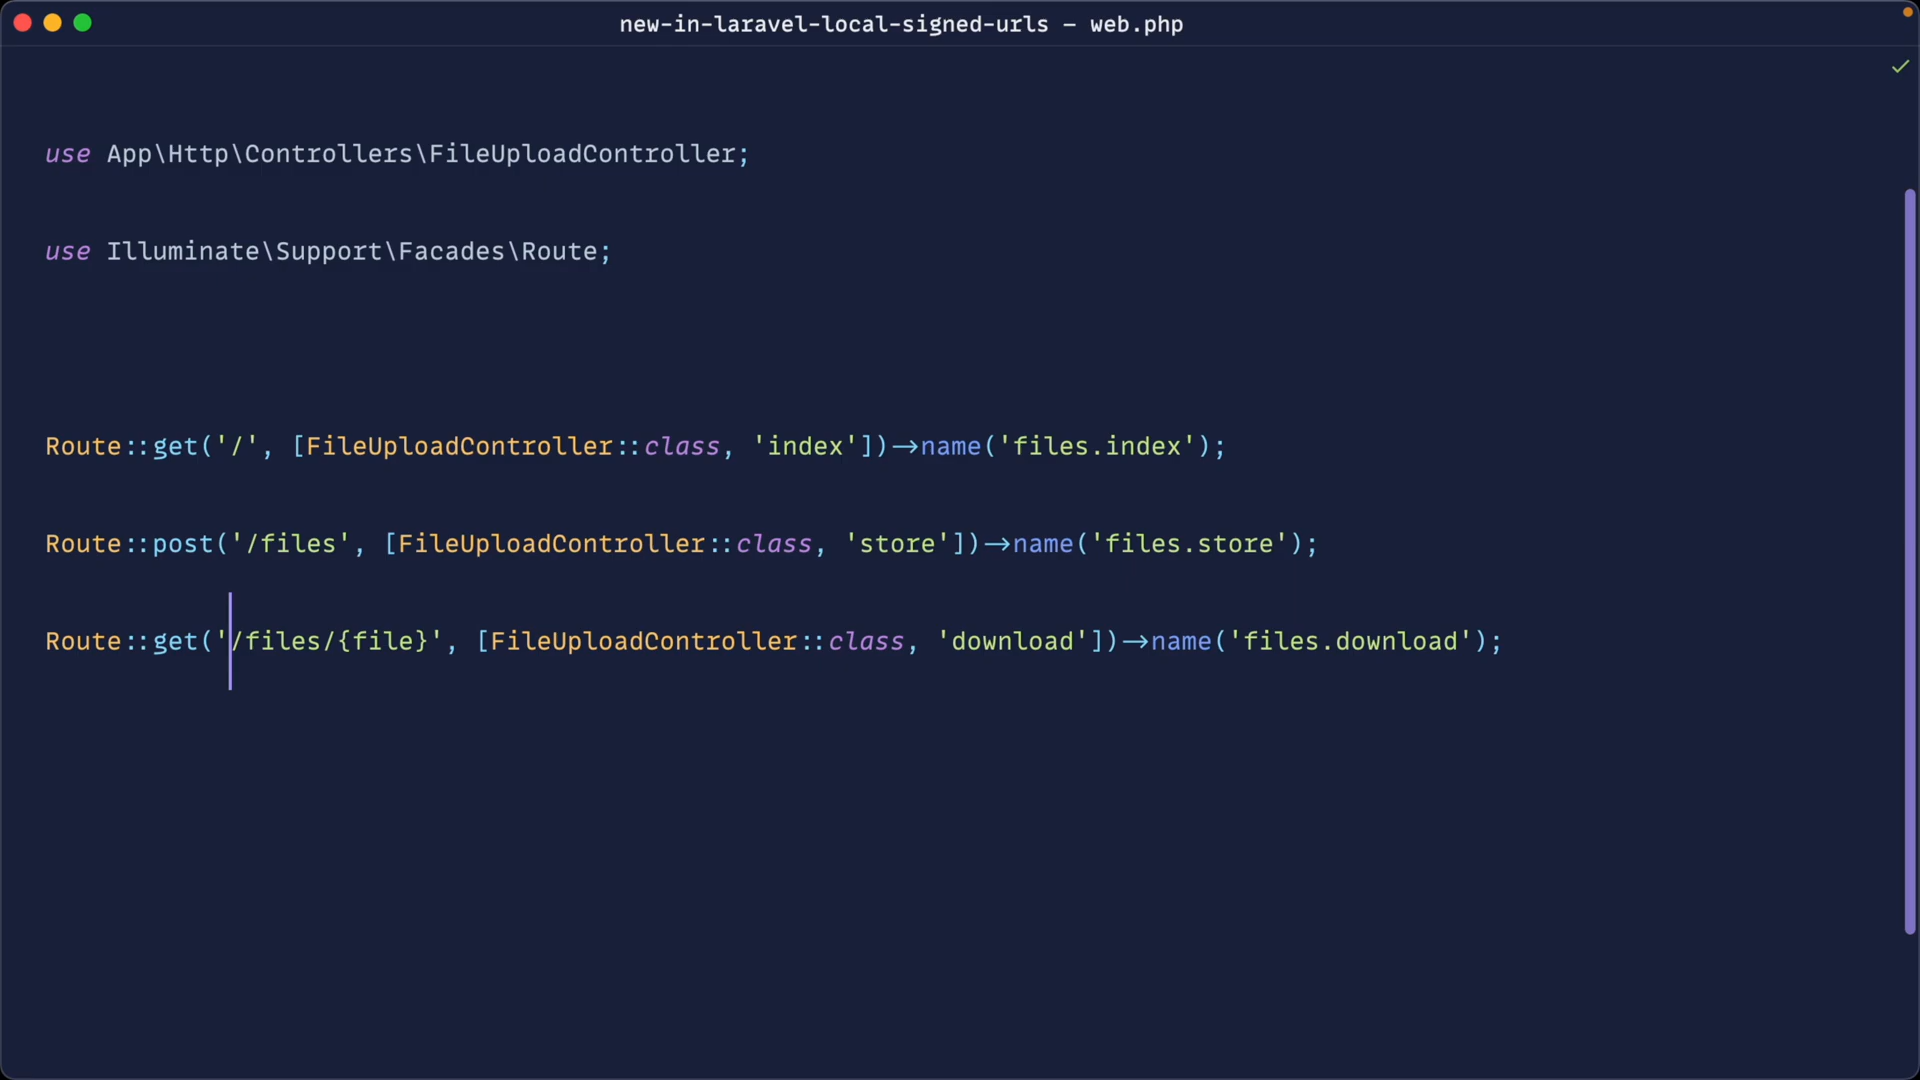 new-in-laravel-local-signed-urls – web.php
use App\Http\Controllers\FileUploadController;
use Illuminate\Support\Facades\Route;
Route::get('/', [FileUploadController::class, 'index'])->name('files.index');
Route::post('/files', [FileUploadController::class, 'store'])->name('files.store');
Route::get('/files/{file}', [FileUploadController::class, 'download'])->name('files.download');